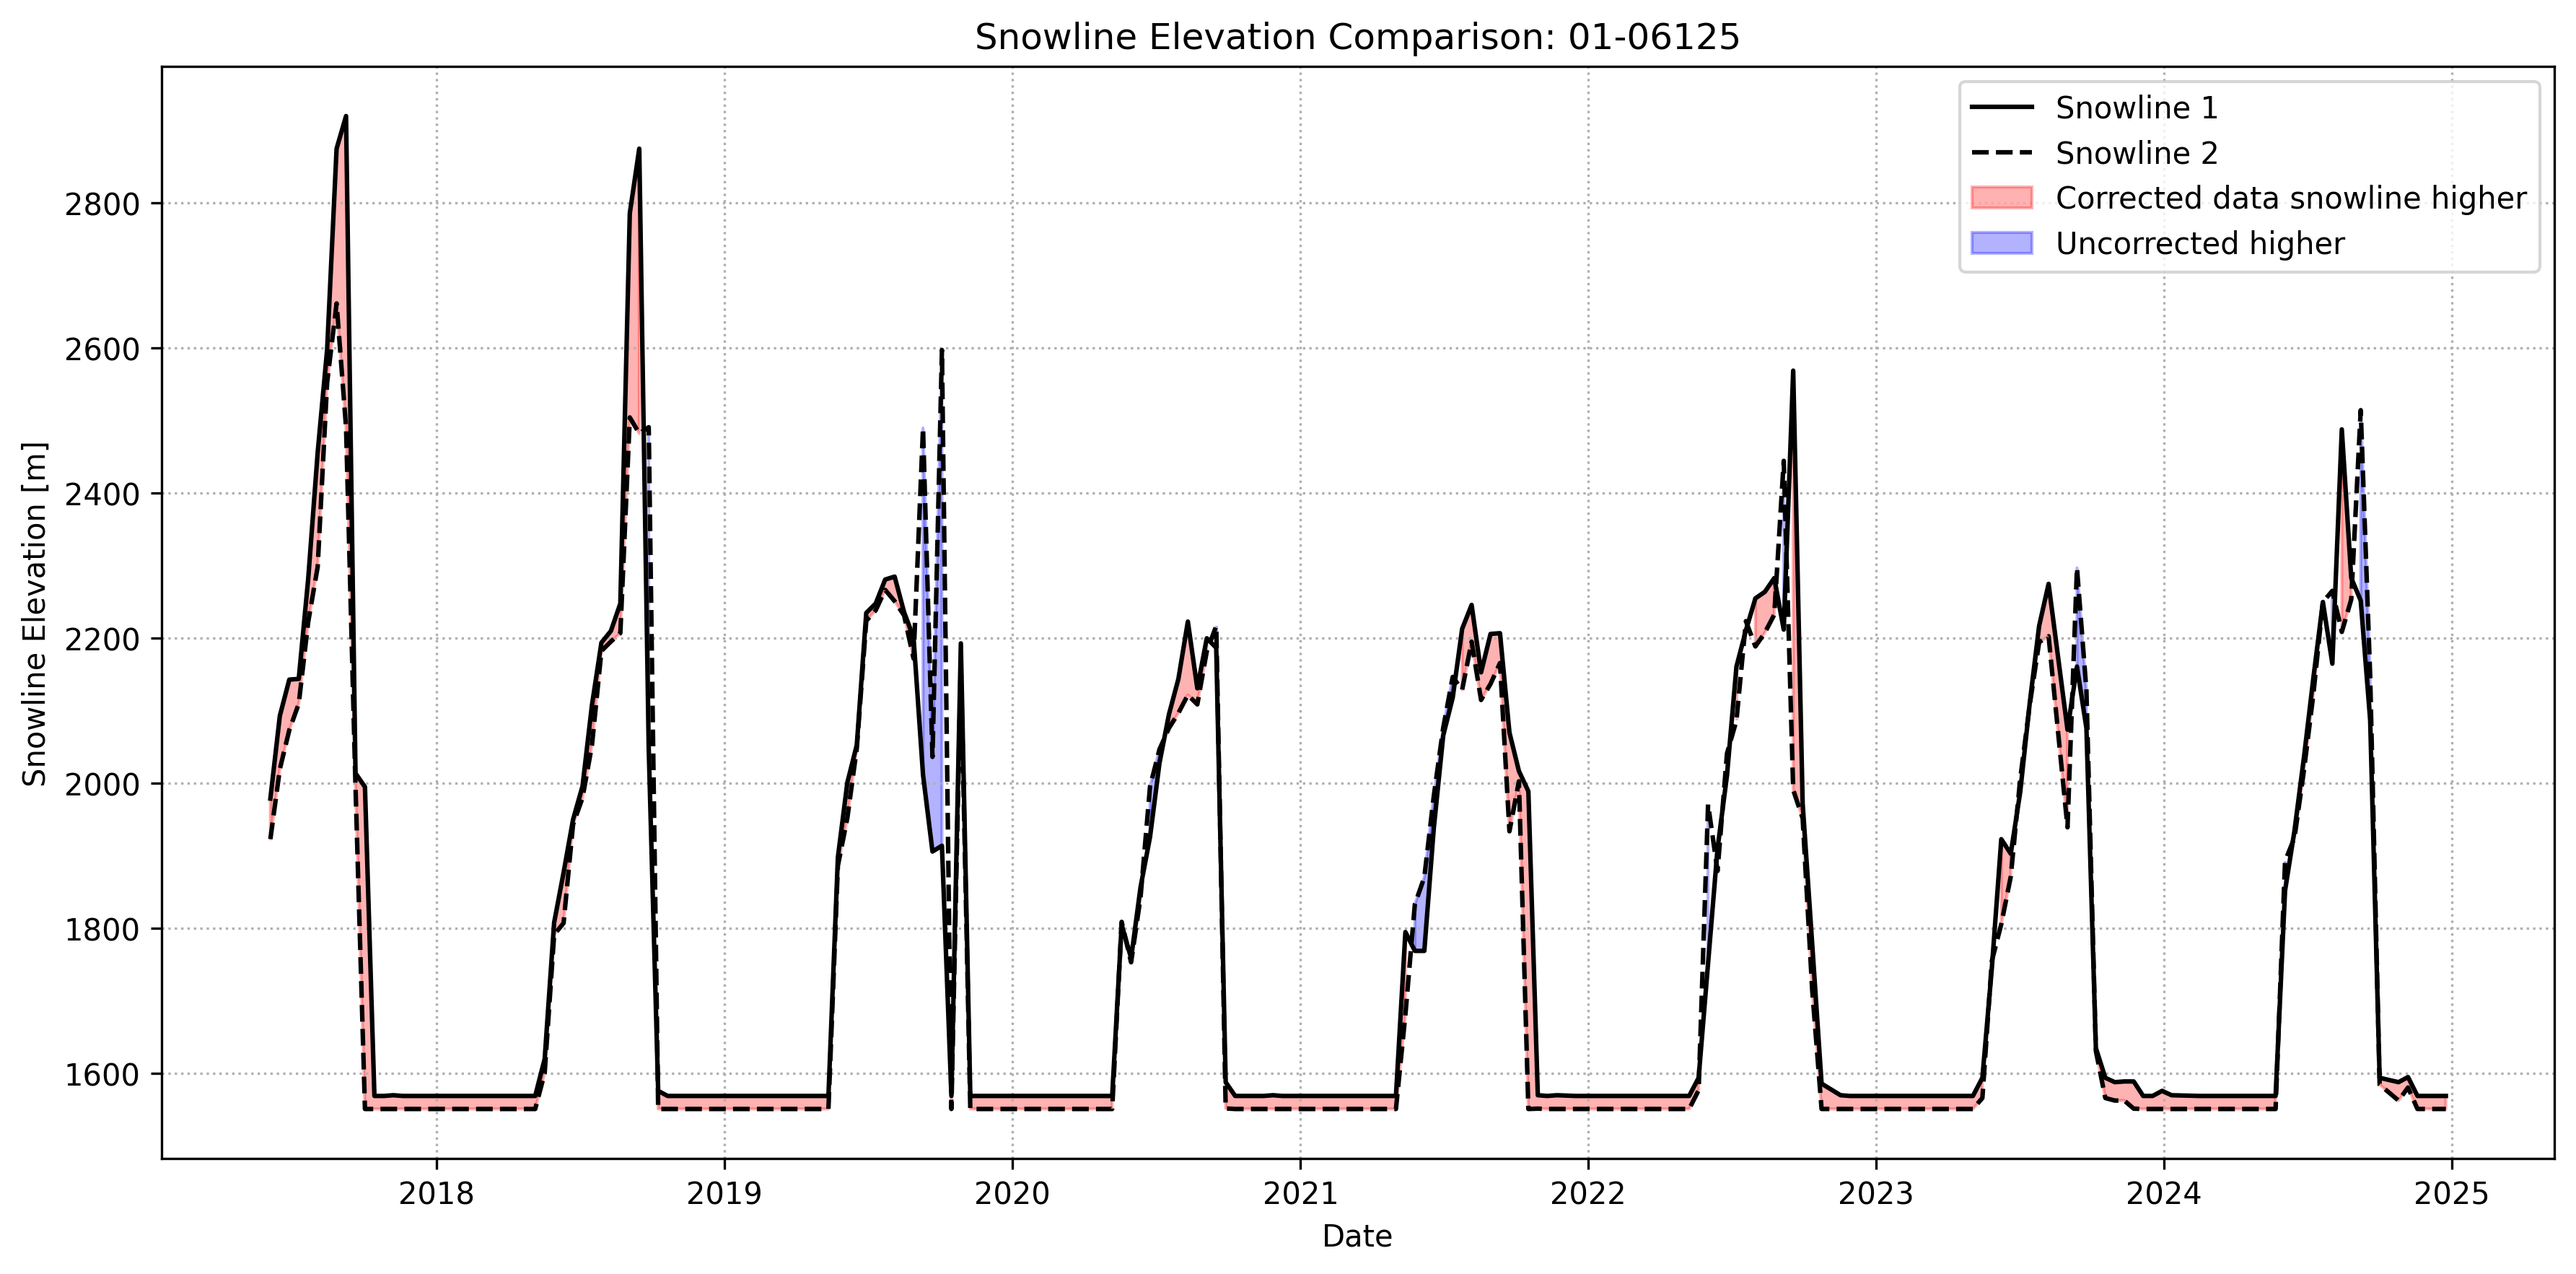 Snowline Elevation Comparison: 01-06125
Snowline 1
Snowline 2
Corrected data snowline higher
Uncorrected higher
Snowline Elevation [m]
2800
2600
2400
2200
2000
1800
1600
2018 2019 2020 2021 2022 2023 2024 2025
Date